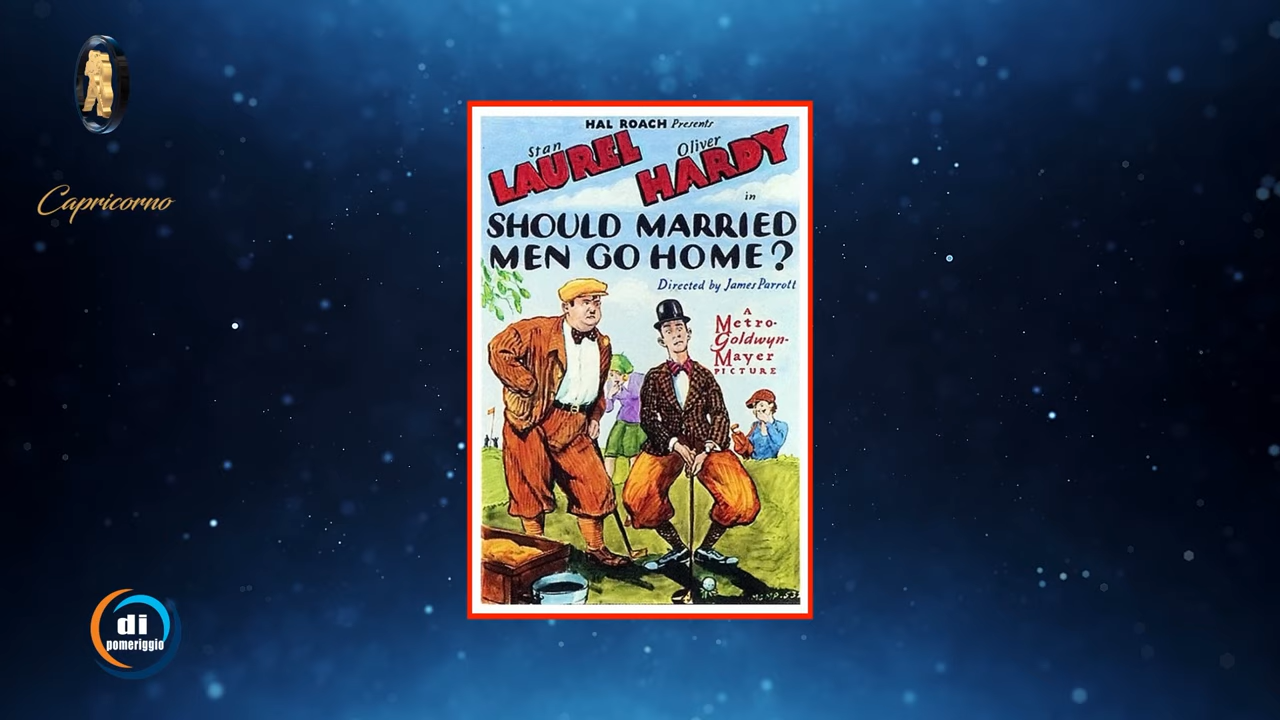 Capricorno
HAL ROACH Presents
Stan LAUREL Oliver HARDY
in
SHOULD MARRIED
MEN GO HOME?
Directed by James Parrott
A
Metro-
Goldwyn-
Mayer
PICTURE
di
pomeriggio